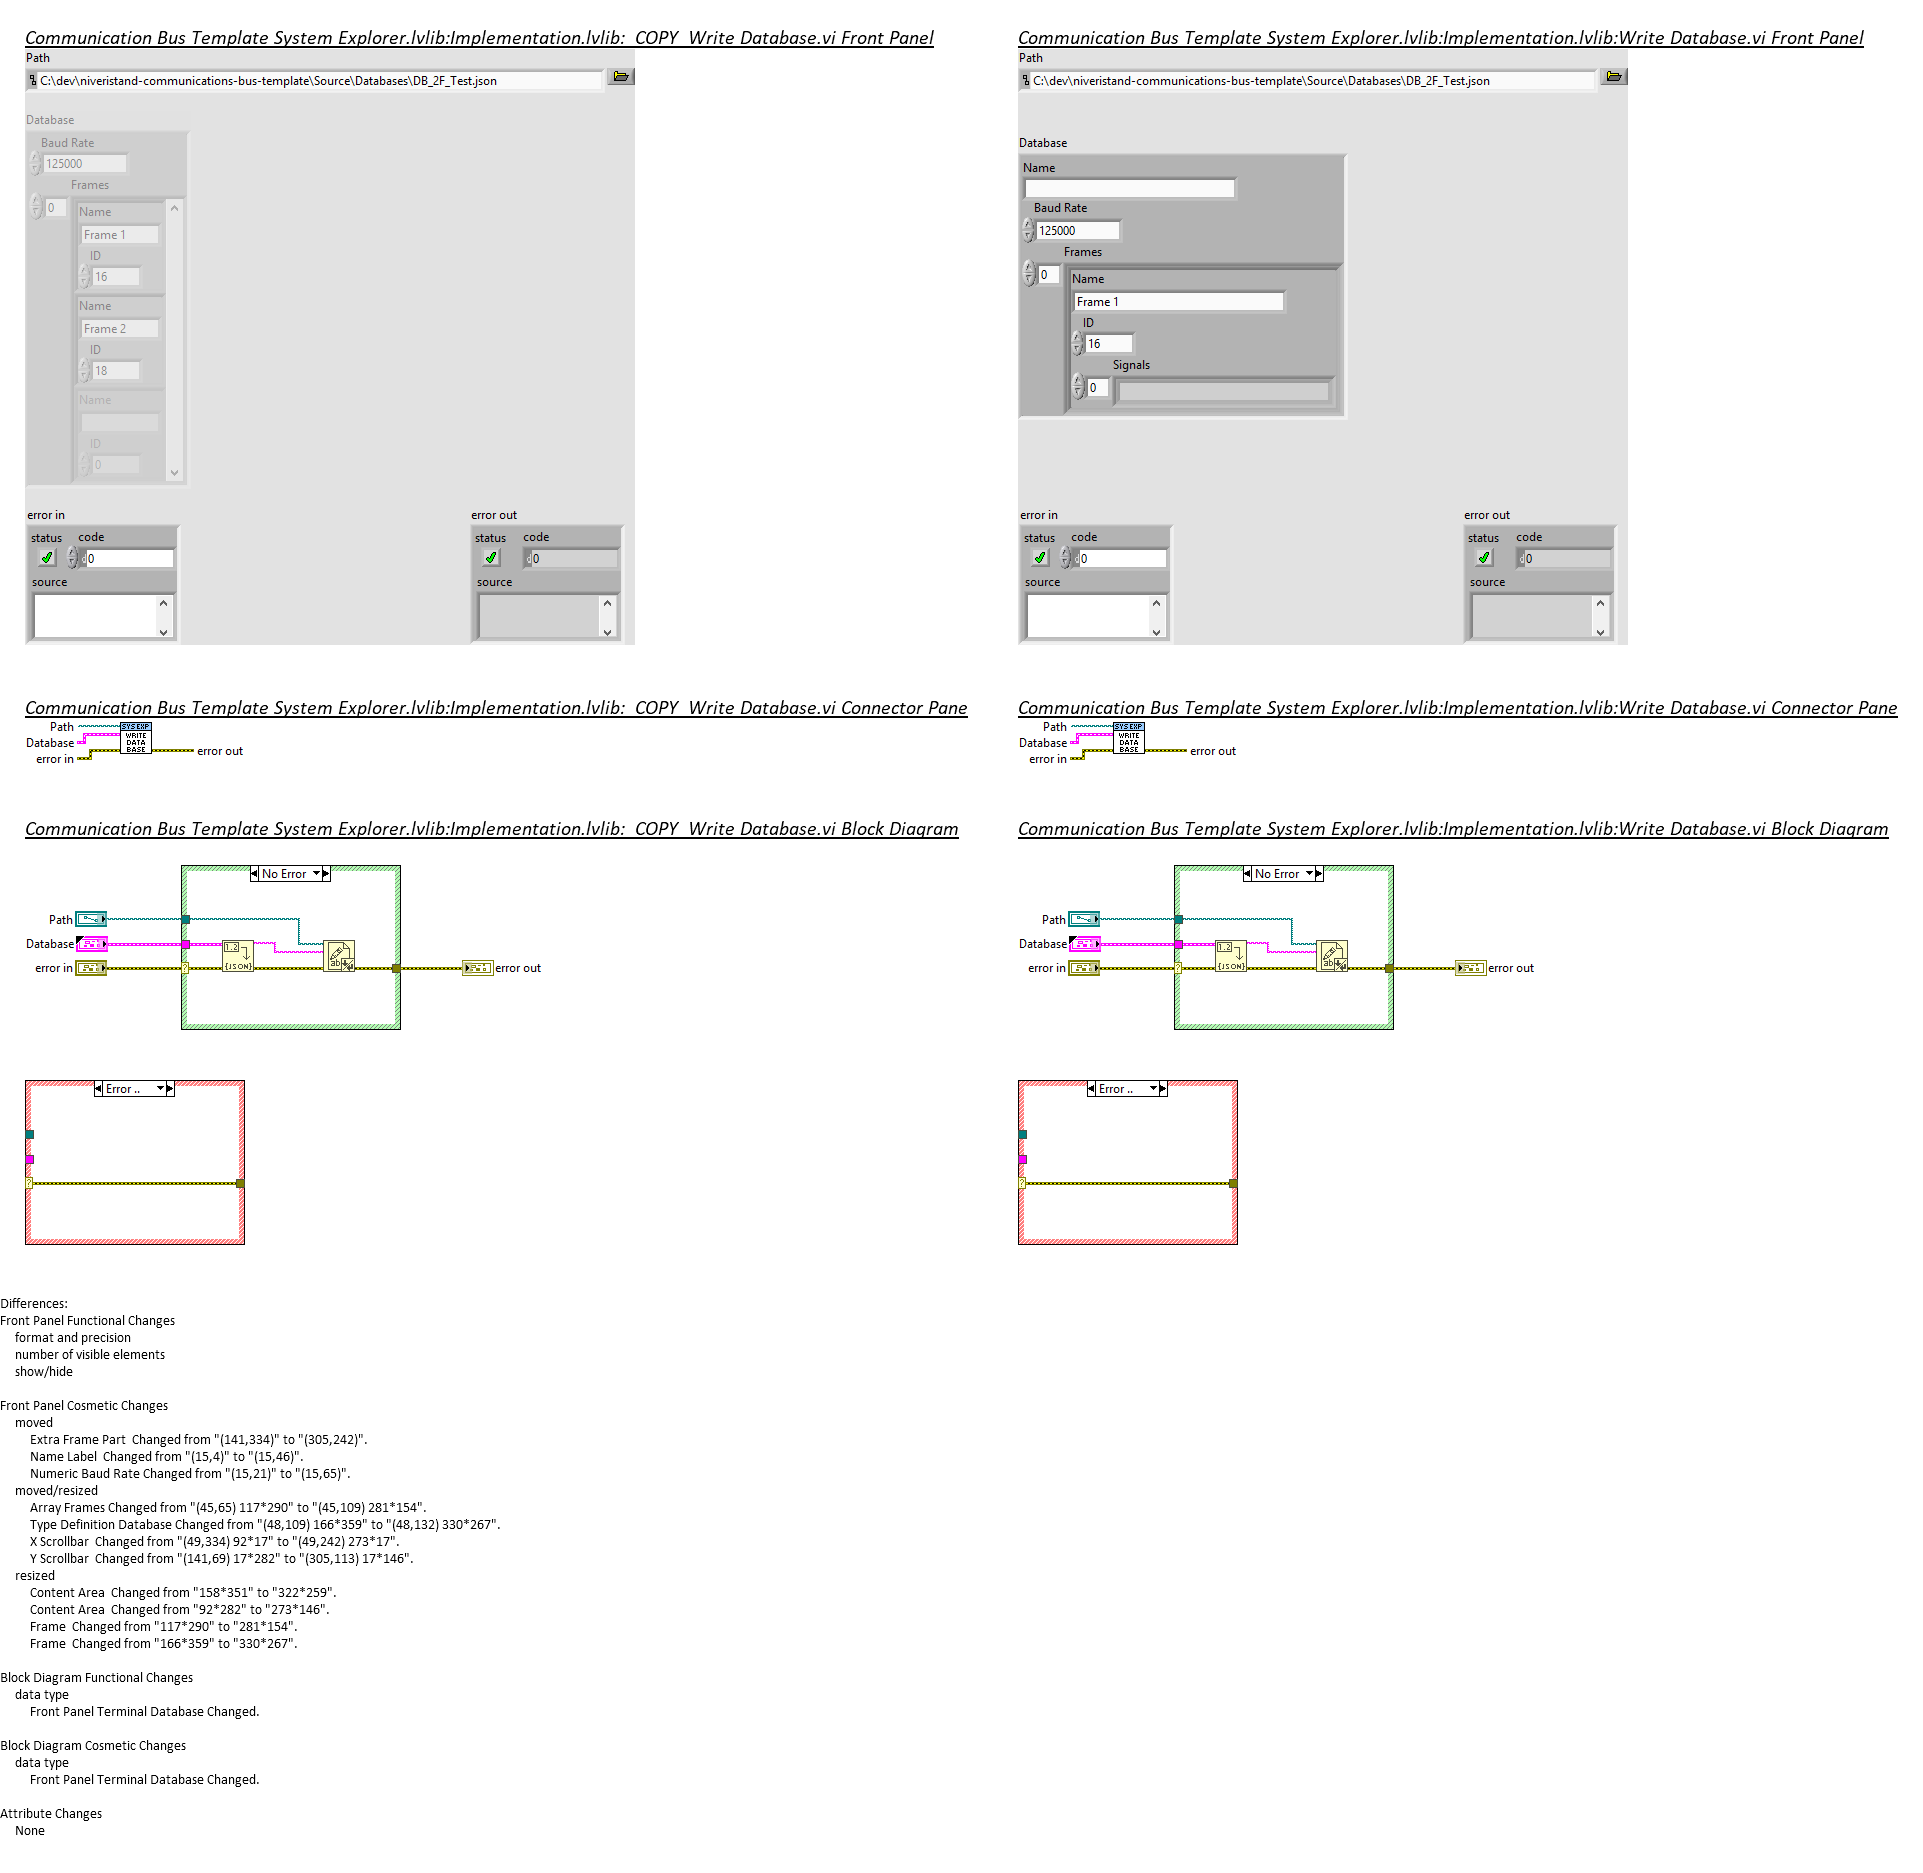 Communication Bus Template System Explorer.lvlib:Implementation.lvlib:_COPY_Write Database.vi Front Panel
Path
C:\dev\niveristand-communications-bus-template\Source\Databases\DB_2F_Test.json
Database
Baud Rate
125000
Frames
0
Name
Frame 1
ID
16
Name
Frame 2
ID
18
Name
ID
0
error in
status code
0
source
error out
status code
0
source
Communication Bus Template System Explorer.lvlib:Implementation.lvlib:Write Database.vi Front Panel
Path
C:\dev\niveristand-communications-bus-template\Source\Databases\DB_2F_Test.json
Database
Name
Baud Rate
125000
Frames
0
Name
Frame 1
ID
16
Signals
0
error in
status code
0
source
error out
status code
0
source
Communication Bus Template System Explorer.lvlib:Implementation.lvlib:_COPY_Write Database.vi Connector Pane
Path
Database
error in
SYS EXP
WRITE
DATA
BASE
error out
Communication Bus Template System Explorer.lvlib:Implementation.lvlib:Write Database.vi Connector Pane
Path
Database
error in
SYS EXP
WRITE
DATA
BASE
error out
Communication Bus Template System Explorer.lvlib:Implementation.lvlib:_COPY_Write Database.vi Block Diagram
No Error
Path
Database
error in
1.2
{JSON}
ab
error out
Error ..
Communication Bus Template System Explorer.lvlib:Implementation.lvlib:Write Database.vi Block Diagram
No Error
Path
Database
error in
1.2
{JSON}
ab
error out
Error ..
Differences:
Front Panel Functional Changes
format and precision
number of visible elements
show/hide
Front Panel Cosmetic Changes
moved
Extra Frame Part  Changed from "(141,334)" to "(305,242)".
Name Label  Changed from "(15,4)" to "(15,46)".
Numeric Baud Rate Changed from "(15,21)" to "(15,65)".
moved/resized
Array Frames Changed from "(45,65) 117*290" to "(45,109) 281*154".
Type Definition Database Changed from "(48,109) 166*359" to "(48,132) 330*267".
X Scrollbar  Changed from "(49,334) 92*17" to "(49,242) 273*17".
Y Scrollbar  Changed from "(141,69) 17*282" to "(305,113) 17*146".
resized
Content Area  Changed from "158*351" to "322*259".
Content Area  Changed from "92*282" to "273*146".
Frame  Changed from "117*290" to "281*154".
Frame  Changed from "166*359" to "330*267".
Block Diagram Functional Changes
data type
Front Panel Terminal Database Changed.
Block Diagram Cosmetic Changes
data type
Front Panel Terminal Database Changed.
Attribute Changes
None